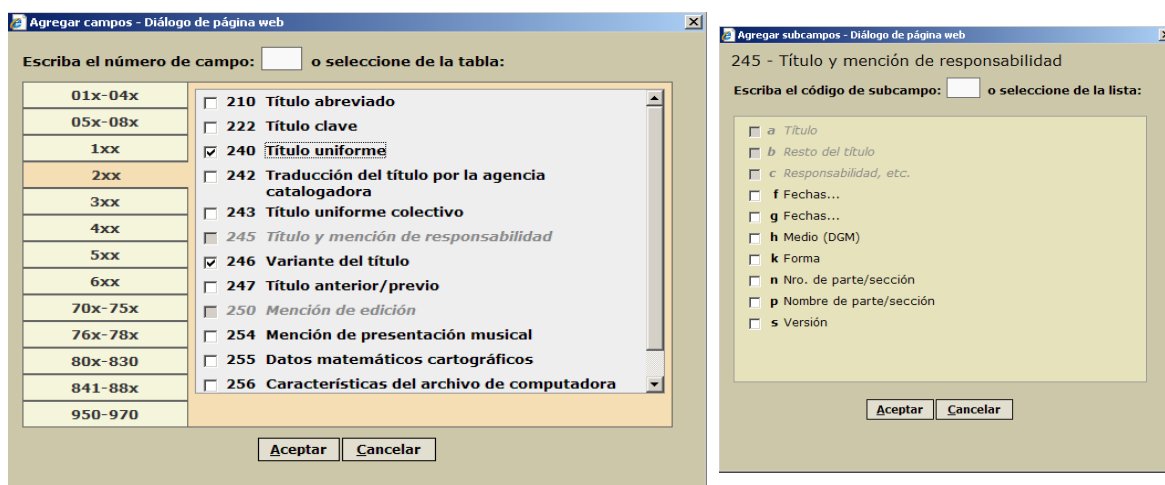 Agregar campos - Diálogo de página web
Escriba el número de campo: o seleccione de la tabla:
01x-04x
05x-08x
1xx
2xx
3xx
4xx
5xx
6xx
70x-75x
76x-78x
80x-830
841-88x
950-970
210 Título abreviado
222 Título clave
240 Título uniforme
242 Traducción del título por la agencia
catalogadora
243 Título uniforme colectivo
245 Título y mención de responsabilidad
246 Variante del título
247 Título anterior/previo
250 Mención de edición
254 Mención de presentación musical
255 Datos matemáticos cartográficos
256 Características del archivo de computadora
Aceptar Cancelar
Agregar subcampos - Diálogo de página web
245 - Título y mención de responsabilidad
Escriba el código de subcampo: o seleccione de la lista:
a Título
b Resto del título
c Responsabilidad, etc.
f Fechas...
g Fechas...
h Medio (DGM)
k Forma
n Nro. de parte/sección
p Nombre de parte/sección
s Versión
Aceptar Cancelar